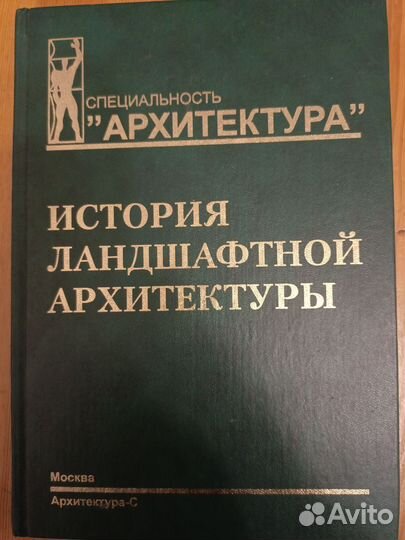 СПЕЦИАЛЬНОСТЬ
"АРХИТЕКТУРА"
ИСТОРИЯ
ЛАНДШАФТНОЙ
АРХИТЕКТУРЫ
Москва
Архитектура-С
Avito